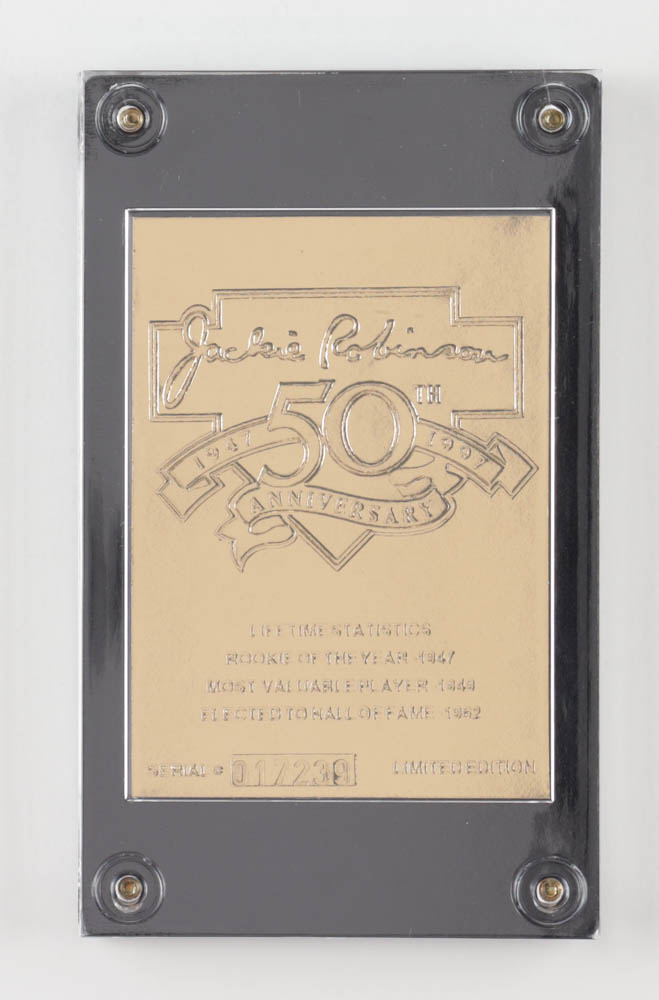 Jackie Robinson
50TH
1947 1997
ANNIVERSARY
LIFETIME STATISTICS
ROOKIE OF THE YEAR -1947
MOST VALUABLE PLAYER -1949
ELECTED TO HALL OF FAME -1962
SERIAL # 017239 LIMITED EDITION